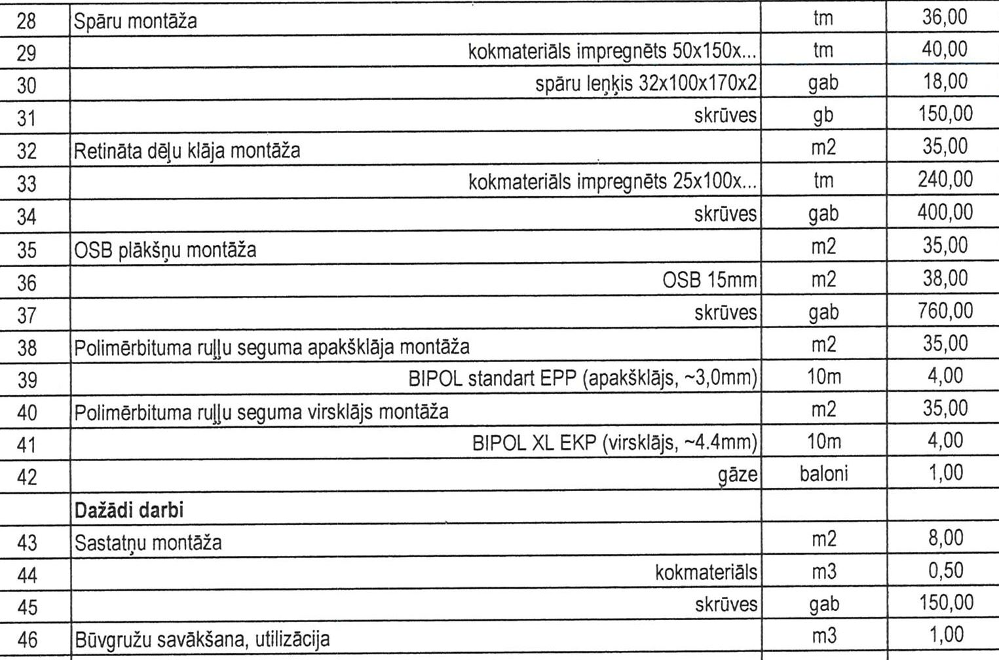 28 Spāru montāža tm 36,00
29 kokmateriāls impregnēts 50x150x... tm 40,00
30 spāru leņķis 32x100x170x2 gab 18,00
31 skrūves gb 150,00
32 Retināta dēļu klāja montāža m2 35,00
33 kokmateriāls impregnēts 25x100x... tm 240,00
34 skrūves gab 400,00
35 OSB plākšņu montāža m2 35,00
36 OSB 15mm m2 38,00
37 skrūves gab 760,00
38 Polimērbituma ruļļu seguma apakšklāja montāža m2 35,00
39 BIPOL standart EPP (apakšklājs, ~3,0mm) 10m 4,00
40 Polimērbituma ruļļu seguma virsklājs montāža m2 35,00
41 BIPOL XL EKP (virsklājs, ~4.4mm) 10m 4,00
42 gāze baloni 1,00
Dažādi darbi
43 Sastatņu montāža m2 8,00
44 kokmateriāls m3 0,50
45 skrūves gab 150,00
46 Būvgružu savākšana, utilizācija m3 1,00